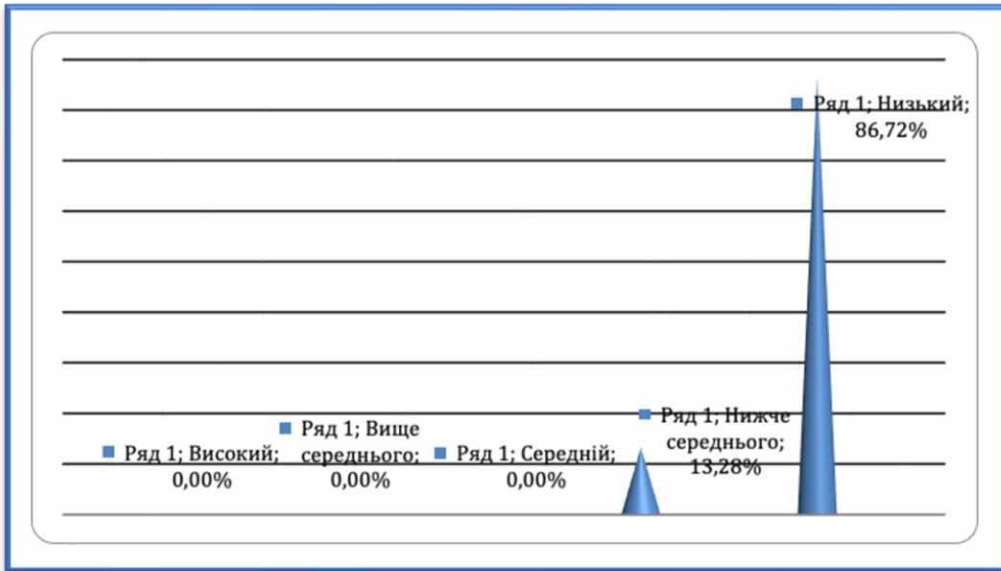 Ряд 1; Низький;
86,72%
Ряд 1; Вище
середнього;
0,00%
Ряд 1; Високий;
0,00%
Ряд 1; Середній;
0,00%
Ряд 1; Нижче
середнього;
13,28%